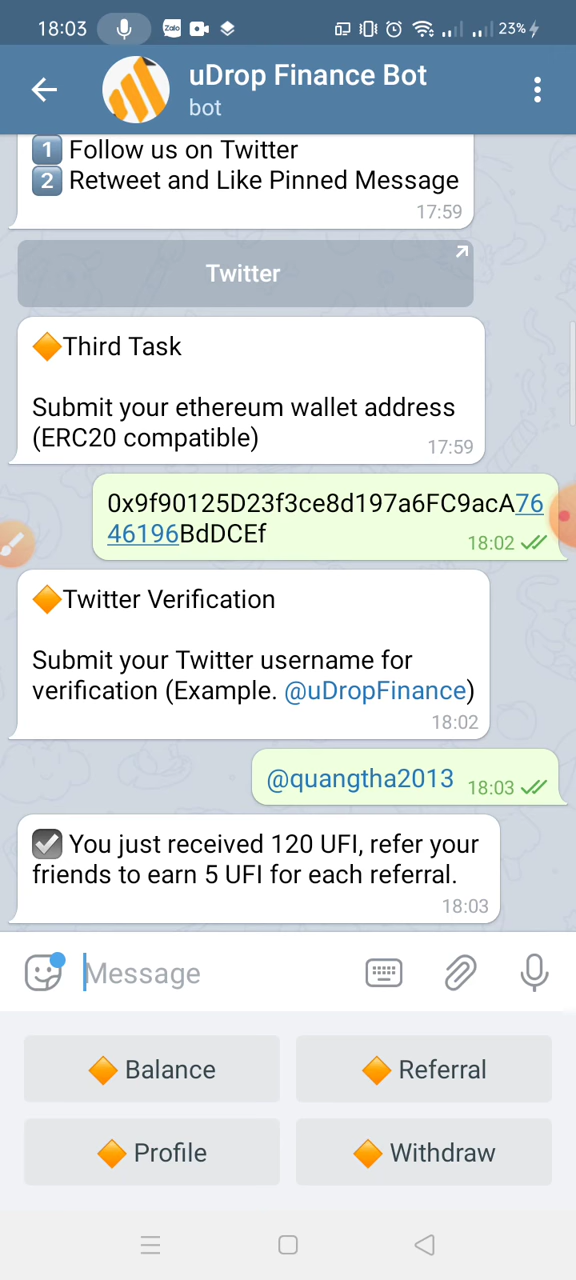 18:03
Zalo
23%
uDrop Finance Bot
bot
1 Follow us on Twitter
2 Retweet and Like Pinned Message
17:59
Twitter
Third Task
Submit your ethereum wallet address
(ERC20 compatible)
17:59
0x9f90125D23f3ce8d197a6FC9acA76
46196BdDCEf
18:02
Twitter Verification
Submit your Twitter username for
verification (Example. @uDropFinance)
18:02
@quangtha2013
18:03
You just received 120 UFI, refer your
friends to earn 5 UFI for each referral.
18:03
Message
Balance
Referral
Profile
Withdraw